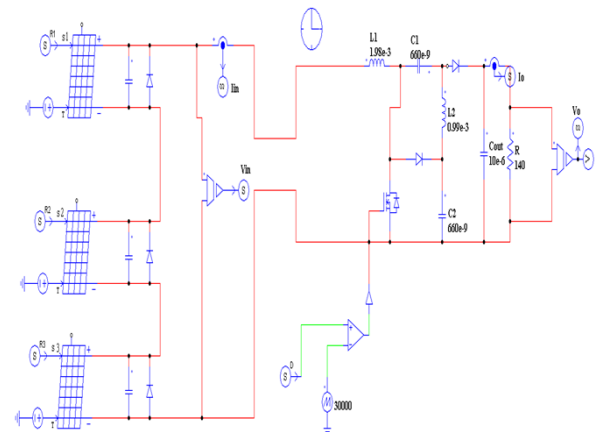 R1
s1
T
+
−
Iin
R2
s2
T
+
−
R3
s3
T
+
−
Vin
L1
1.98e-3
C1
660e-9
L2
0.99e-3
C2
660e-9
Cout
10e-6
R
140
Io
Vo
V
D
30000